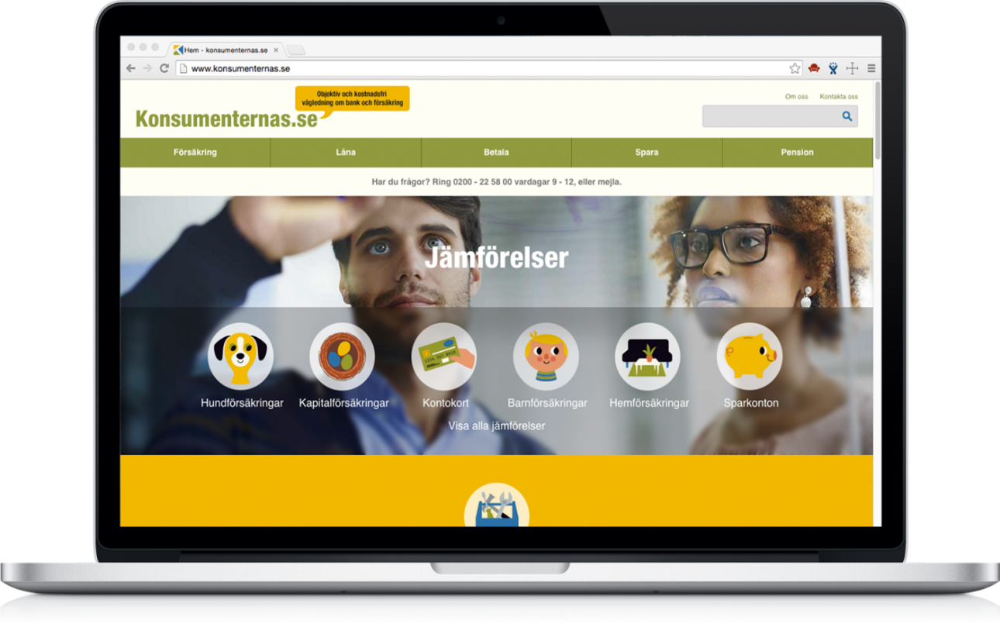 Hem - konsumenternas.se
www.konsumenternas.se
Objektiv och kostnadsfri
vägledning om bank och försäkring
Om oss Kontakta oss
Konsumenternas.se
Försäkring Låna Betala Spara Pension
Har du frågor? Ring 0200 - 22 58 00 vardagar 9 - 12, eller mejla.
Jämförelser
Hundförsäkringar Kapitalförsäkringar Kontokort Barnförsäkringar Hemförsäkringar Sparkonton
Visa alla jämförelser